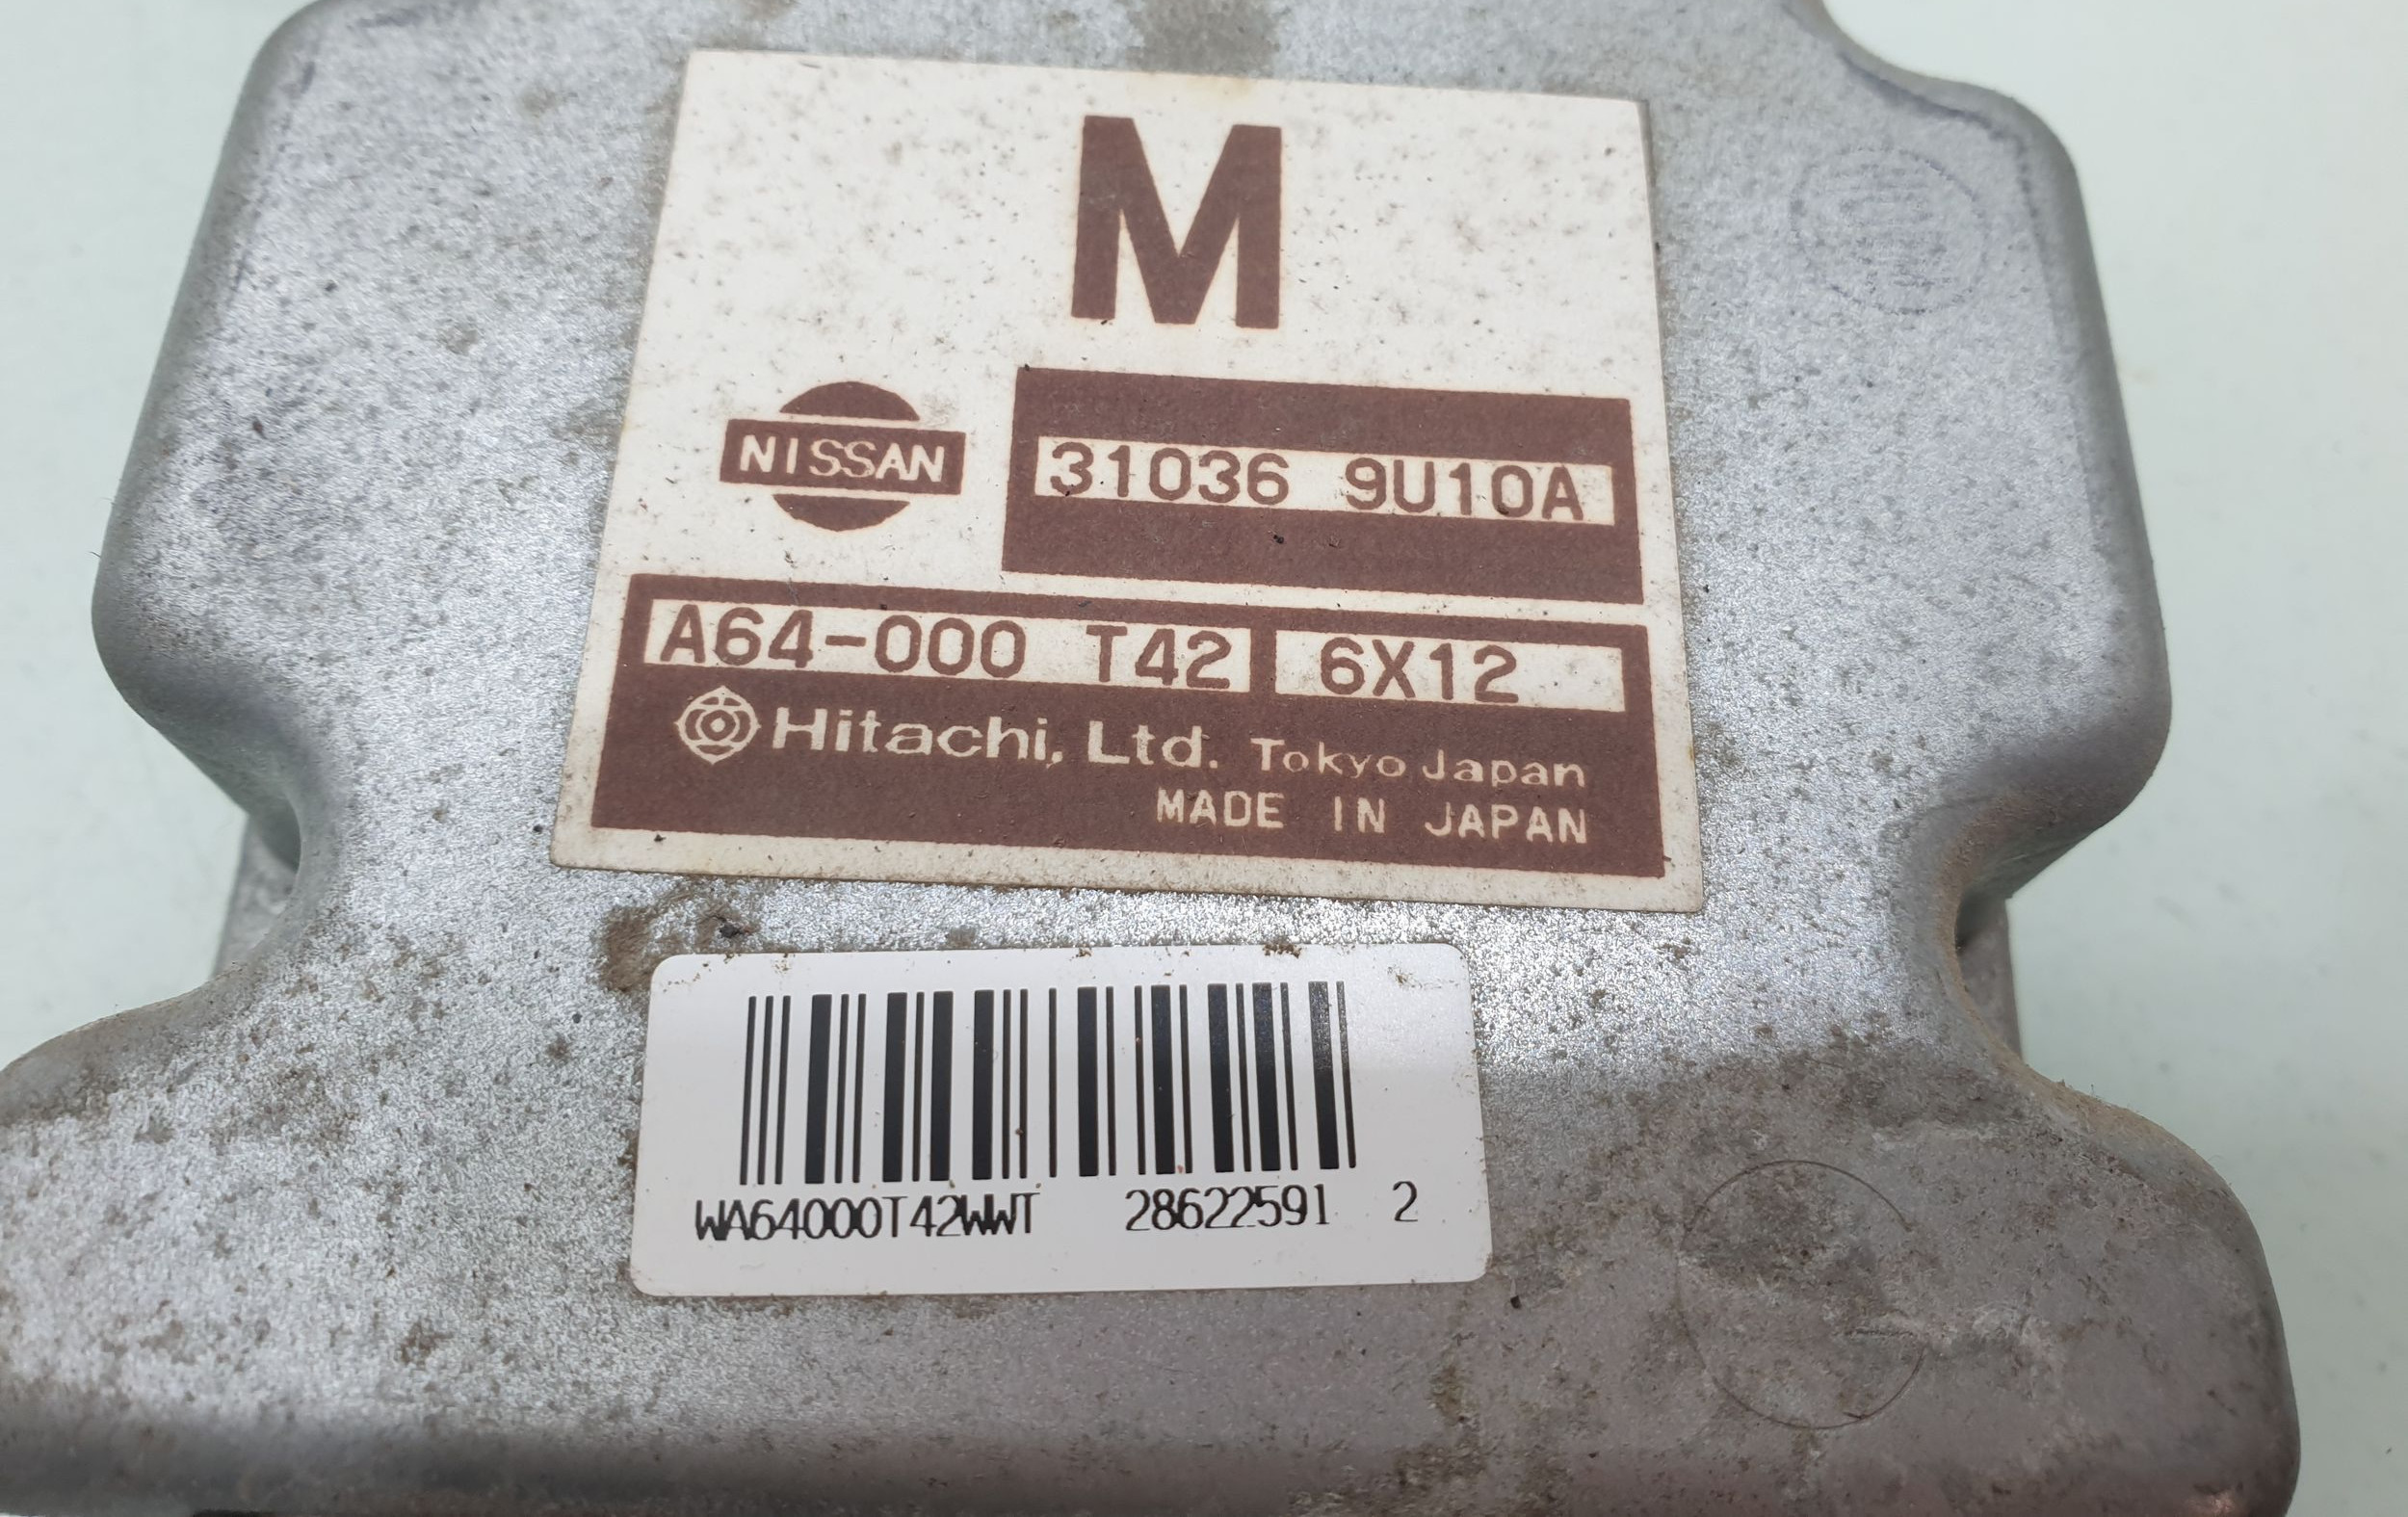 M
NISSAN
31036 9U10A
A64-000 T42 6X12
Hitachi, Ltd. Tokyo Japan
MADE IN JAPAN
WA64000T42WWT 28622591 2